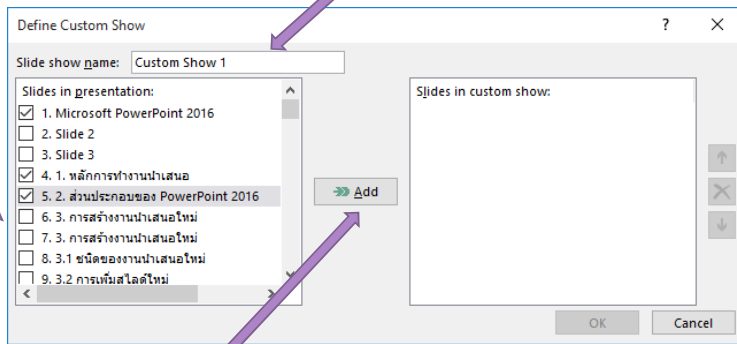 Define Custom Show
?
Slide show name: Custom Show 1
Slides in presentation:
1. Microsoft PowerPoint 2016
2. Slide 2
3. Slide 3
4. 1. หลักการทำงานนำเสนอ
5. 2. ส่วนประกอบของ PowerPoint 2016
6. 3. การสร้างงานนำเสนอใหม่
7. 3. การสร้างงานนำเสนอใหม่
8. 3.1 ชนิดของงานนำเสนอใหม่
9. 3.2 การเพิ่มสไลด์ใหม่
Add
Slides in custom show:
OK
Cancel